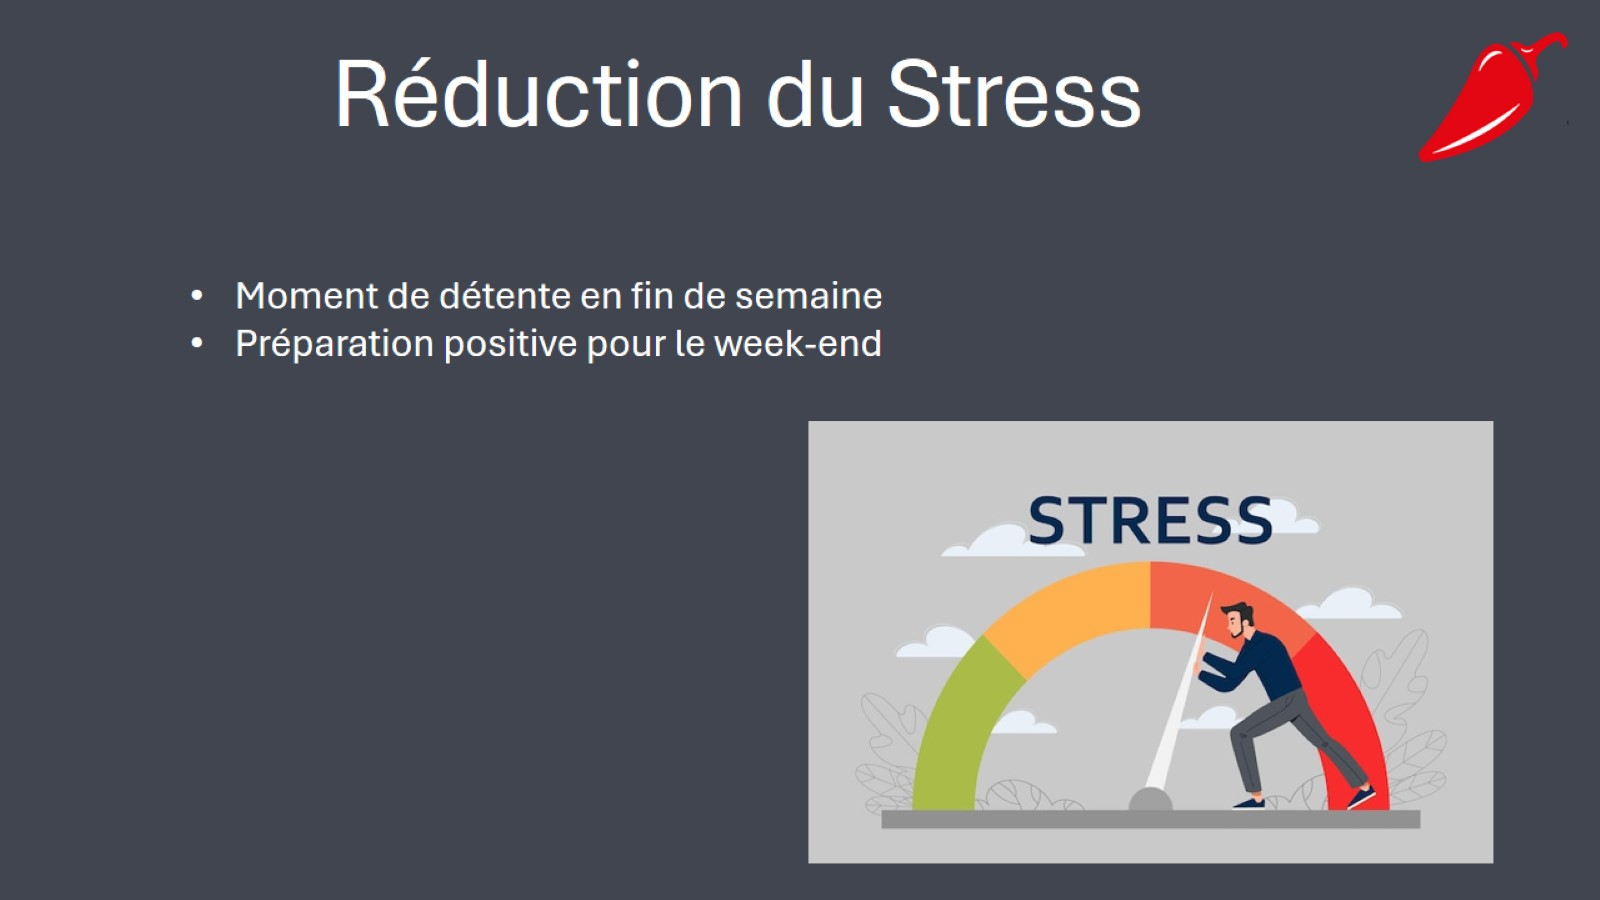 Réduction du Stress
• Moment de détente en fin de semaine
• Préparation positive pour le week-end
STRESS